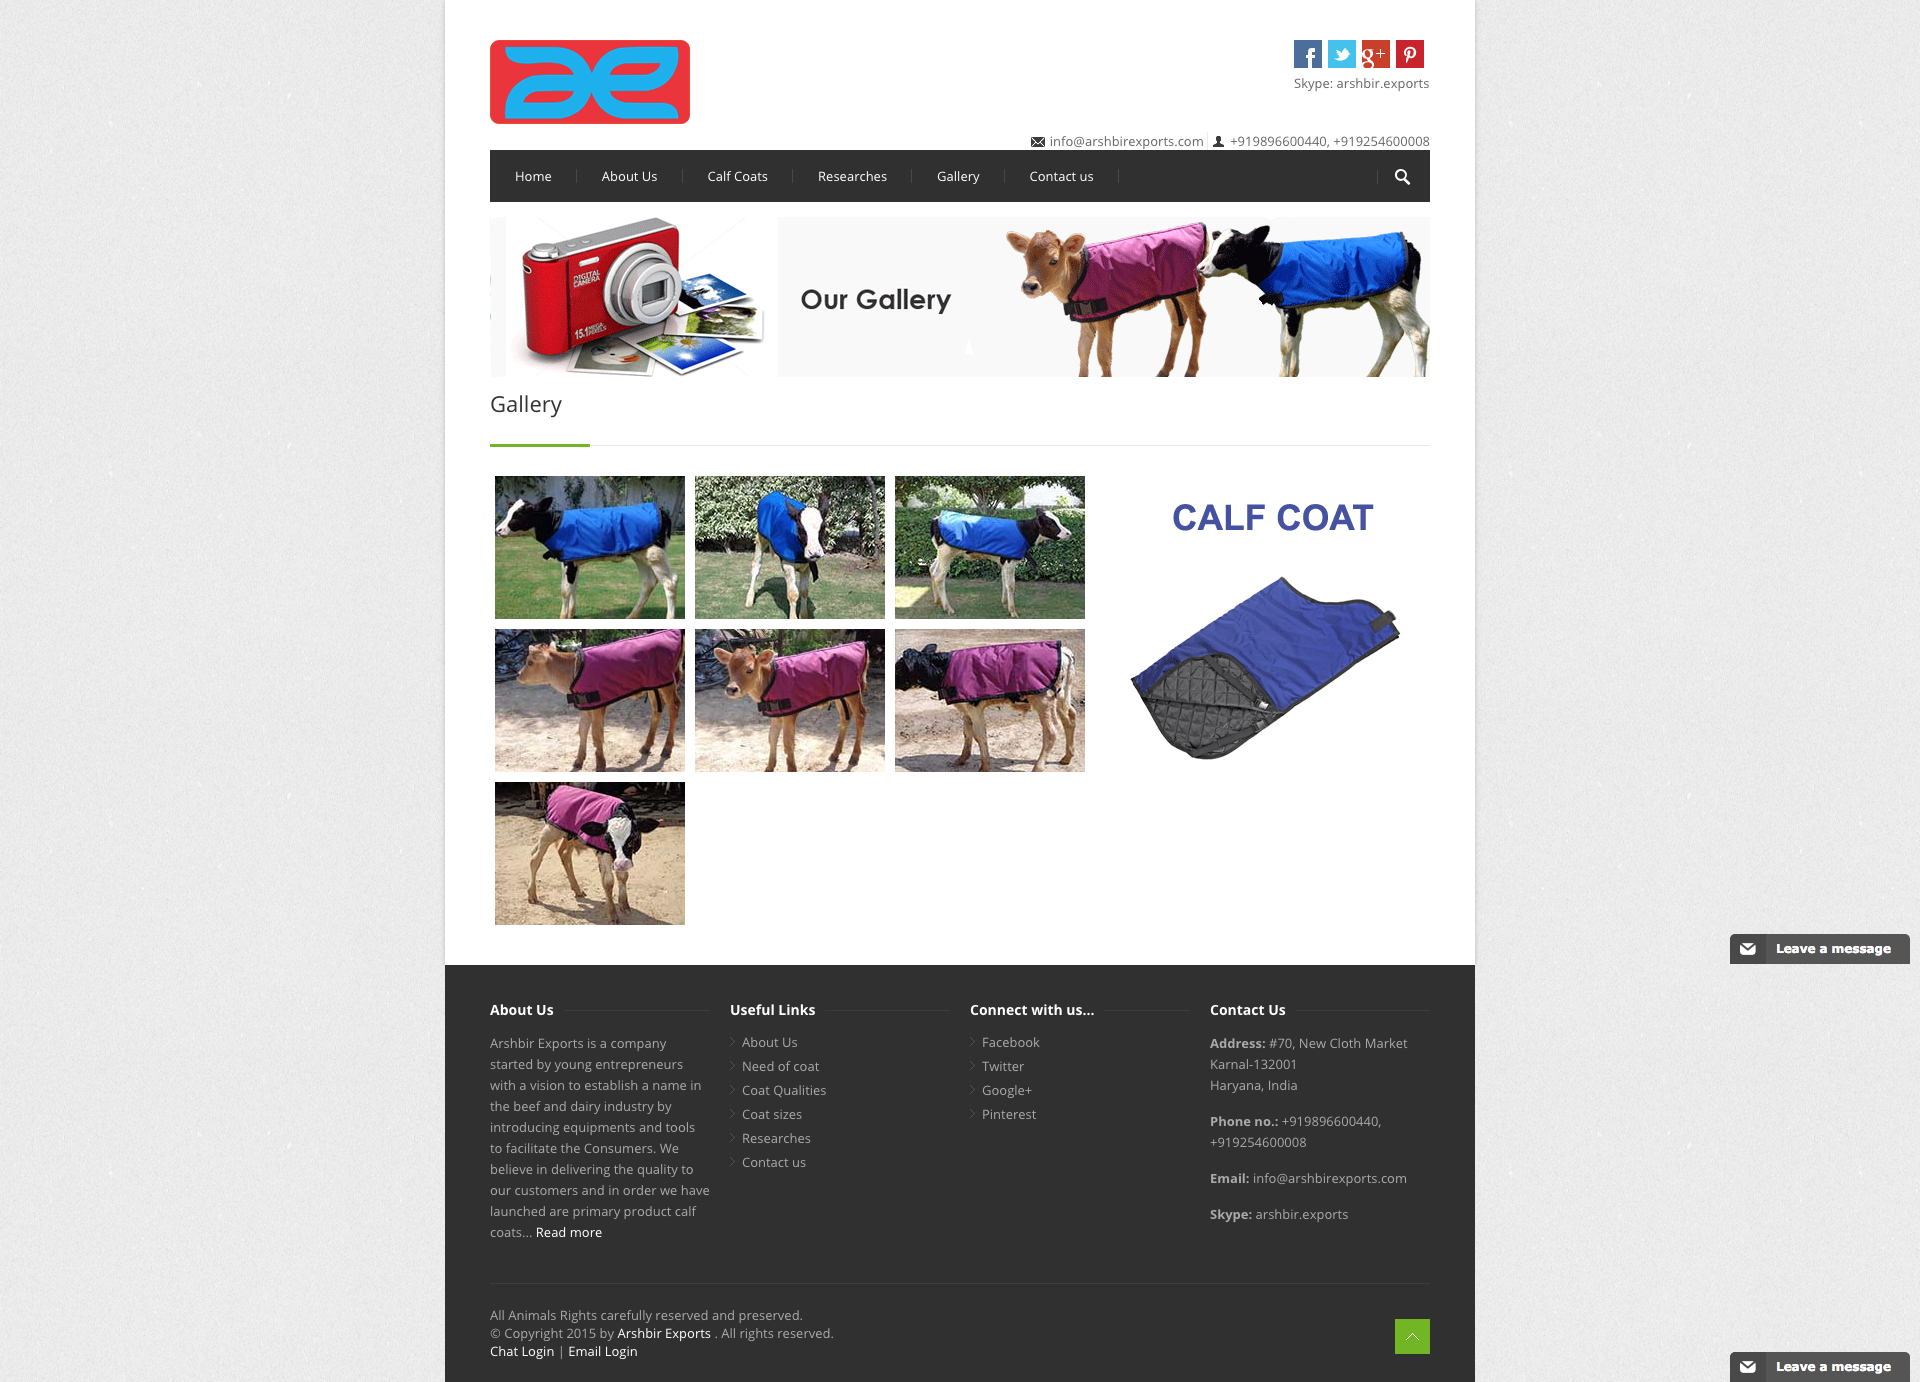 ae
Skype: arshbir.exports
info@arshbirexports.com
+919896600440, +919254600008
Home
About Us
Calf Coats
Researches
Gallery
Contact us
DIGITAL
CAMERA
15.1 MEGA
PIXELS
Our Gallery
Gallery
CALF COAT
Leave a message
About Us
Arshbir Exports is a company
started by young entrepreneurs
with a vision to establish a name in
the beef and dairy industry by
introducing equipments and tools
to facilitate the Consumers. We
believe in delivering the quality to
our customers and in order we have
launched are primary product calf
coats... Read more
Useful Links
About Us
Need of coat
Coat Qualities
Coat sizes
Researches
Contact us
Connect with us...
Facebook
Twitter
Google+
Pinterest
Contact Us
Address: #70, New Cloth Market
Karnal-132001
Haryana, India
Phone no.: +919896600440,
+919254600008
Email: info@arshbirexports.com
Skype: arshbir.exports
All Animals Rights carefully reserved and preserved.
© Copyright 2015 by Arshbir Exports . All rights reserved.
Chat Login | Email Login
Leave a message